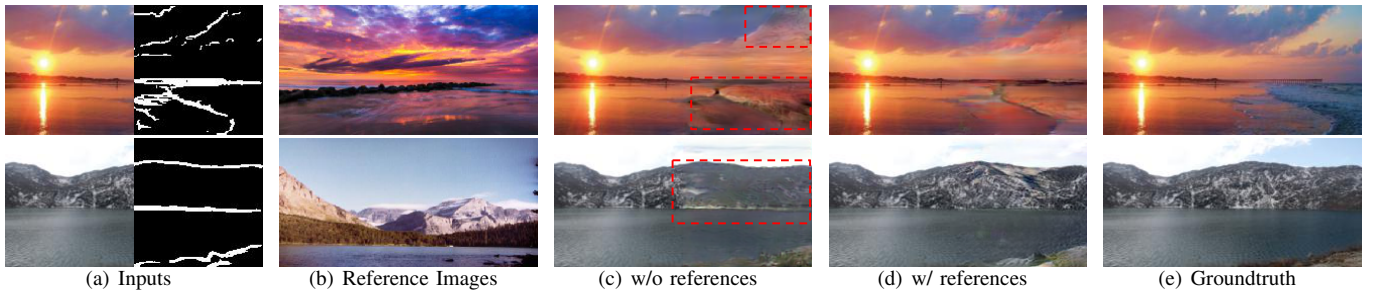 (a) Inputs
(b) Reference Images
(c) w/o references
(d) w/ references
(e) Groundtruth